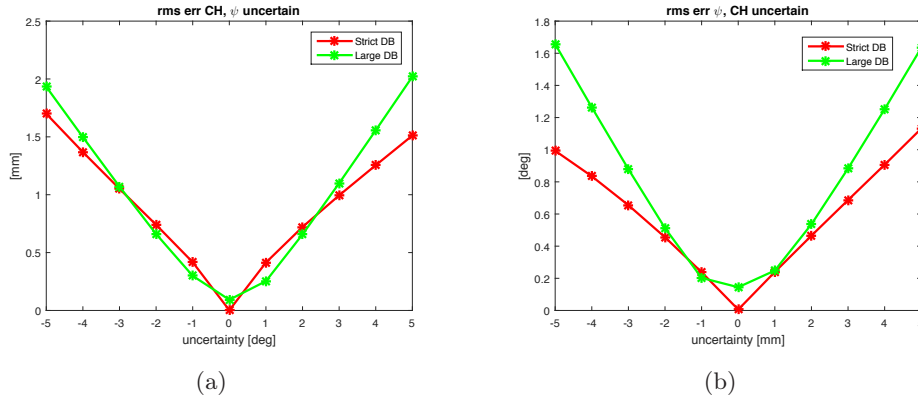 rms err CH, ψ uncertain
2.5
2
1.5
1
0.5
0
[mm]
Strict DB
Large DB
-5 -4 -3 -2 -1 0 1 2 3 4 5
uncertainty [deg]
(a)
rms err ψ, CH uncertain
1.8
1.6
1.4
1.2
1
0.8
0.6
0.4
0.2
0
[deg]
Strict DB
Large DB
-5 -4 -3 -2 -1 0 1 2 3 4
uncertainty [mm]
(b)